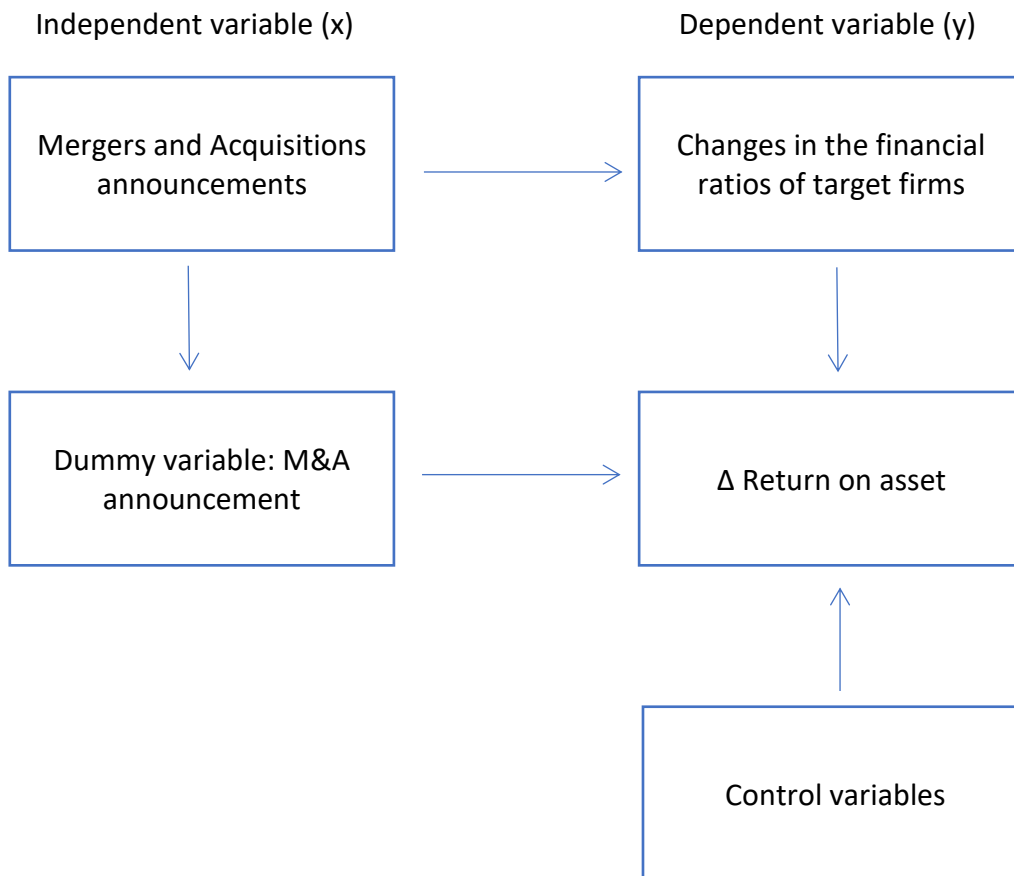 Independent variable (x)
Dependent variable (y)
Mergers and Acquisitions
announcements
Changes in the financial
ratios of target firms
Dummy variable: M&A
announcement
Δ Return on asset
Control variables